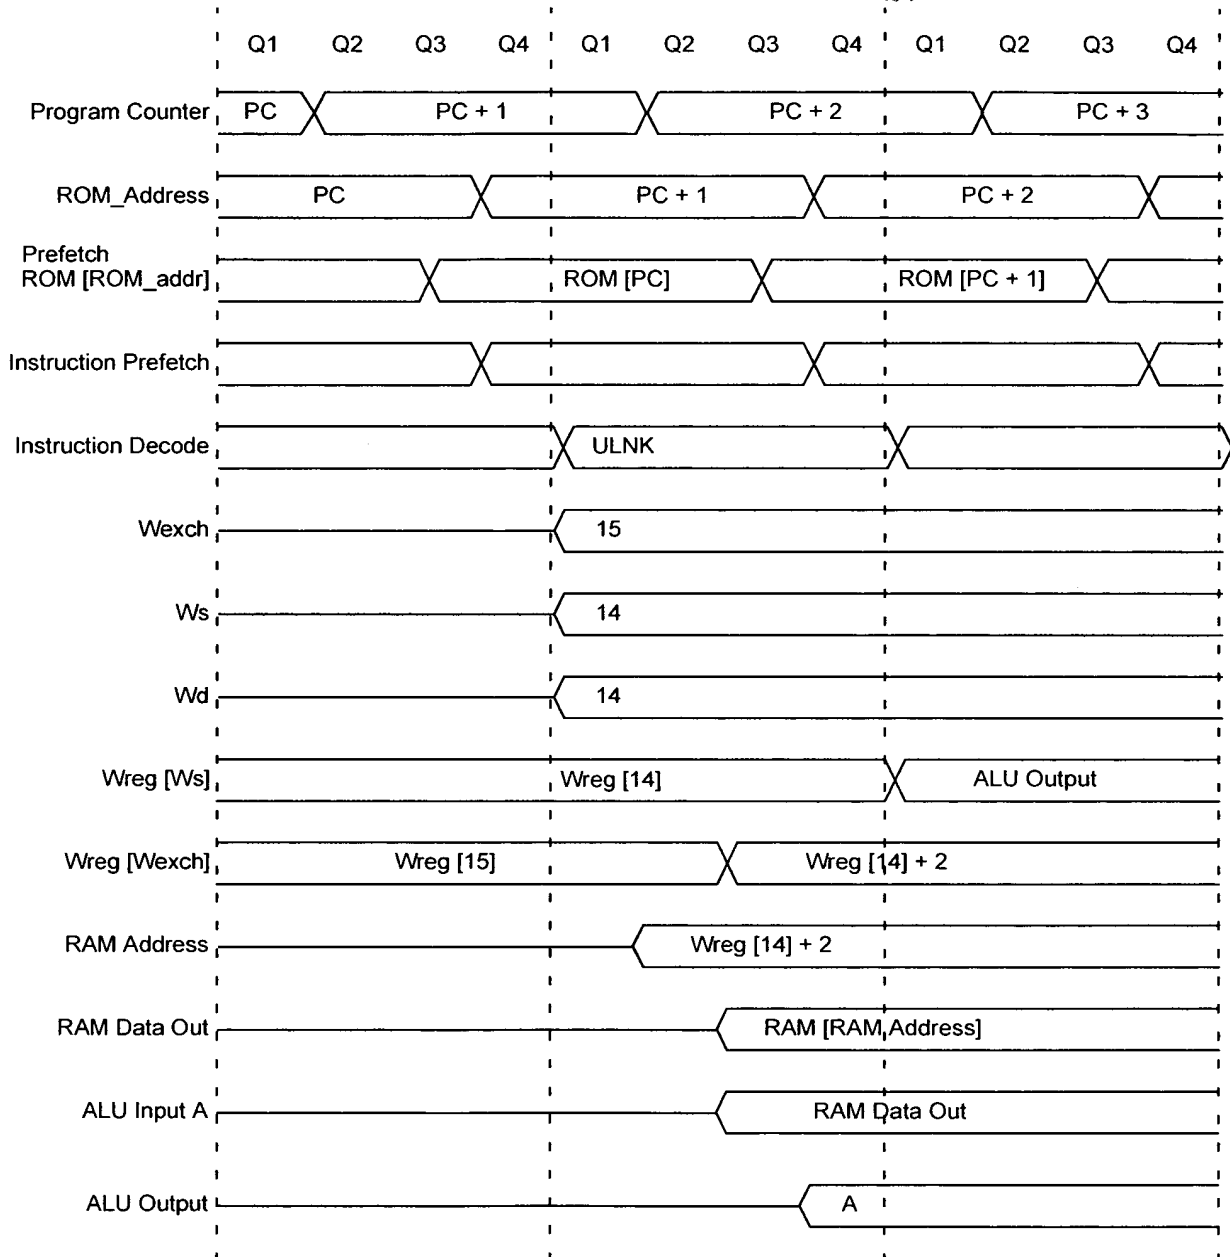 Q1 Q2 Q3 Q4 Q1 Q2 Q3 Q4 Q1 Q2 Q3 Q4
Program Counter PC PC + 1 PC + 2 PC + 3
ROM_Address PC PC + 1 PC + 2
Prefetch
ROM [ROM_addr] ROM [PC] ROM [PC + 1]
Instruction Prefetch
Instruction Decode ULNK
Wexch 15
Ws 14
Wd 14
Wreg [Ws] Wreg [14] ALU Output
Wreg [Wexch] Wreg [15] Wreg [14] + 2
RAM Address Wreg [14] + 2
RAM Data Out RAM [RAM Address]
ALU Input A RAM Data Out
ALU Output A